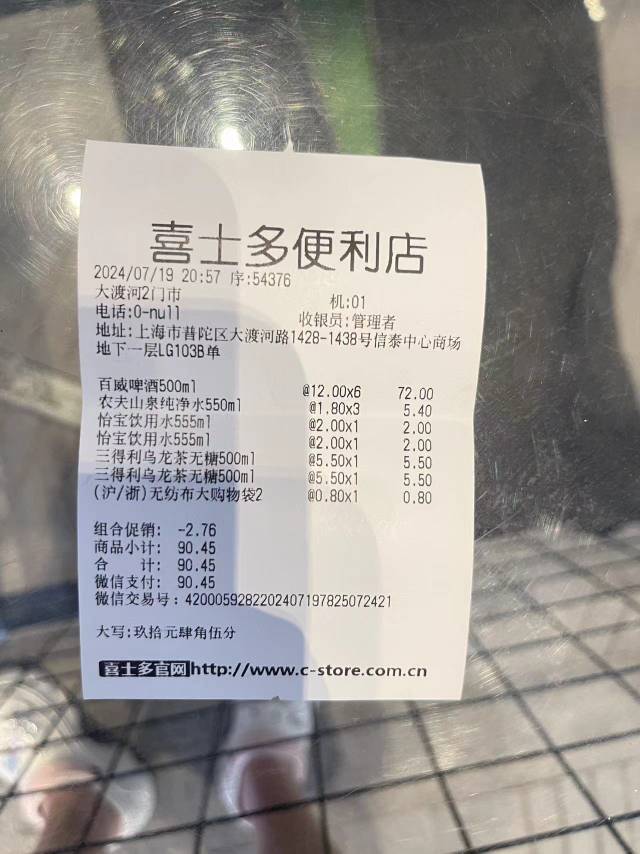 喜士多便利店
2024/07/19 20:57 序:54376
大渡河2门市 机:01
电话:0-null 收银员:管理者
地址:上海市普陀区大渡河路1428-1438号信泰中心商场
地下一层LG103B单
百威啤酒500ml @12.00x6 72.00
农夫山泉纯净水550ml @1.80x3 5.40
怡宝饮用水555ml @2.00x1 2.00
怡宝饮用水555ml @2.00x1 2.00
三得利乌龙茶无糖500ml @5.50x1 5.50
三得利乌龙茶无糖500ml @5.50x1 5.50
(沪/浙)无纺布大购物袋2 @0.80x1 0.80
组合促销: -2.76
商品小计: 90.45
合 计: 90.45
微信支付: 90.45
微信交易号:4200059282202407197825072421
大写:玖拾元肆角伍分
喜士多官网http://www.c-store.com.cn